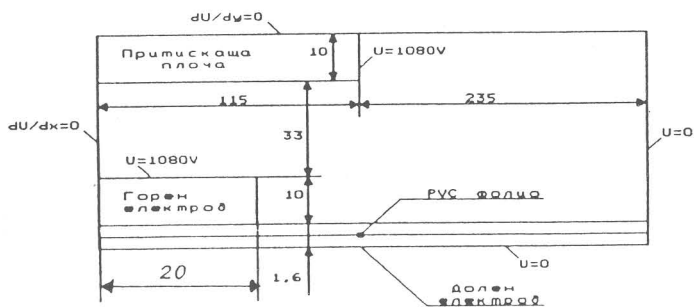 dU/dy=0
Притискаща
плоча
10
U=1080V
115
235
dU/dx=0
33
U=0
U=1080V
Горен
електрод
10
PVC фолио
20
1,6
U=0
Долен
електрод